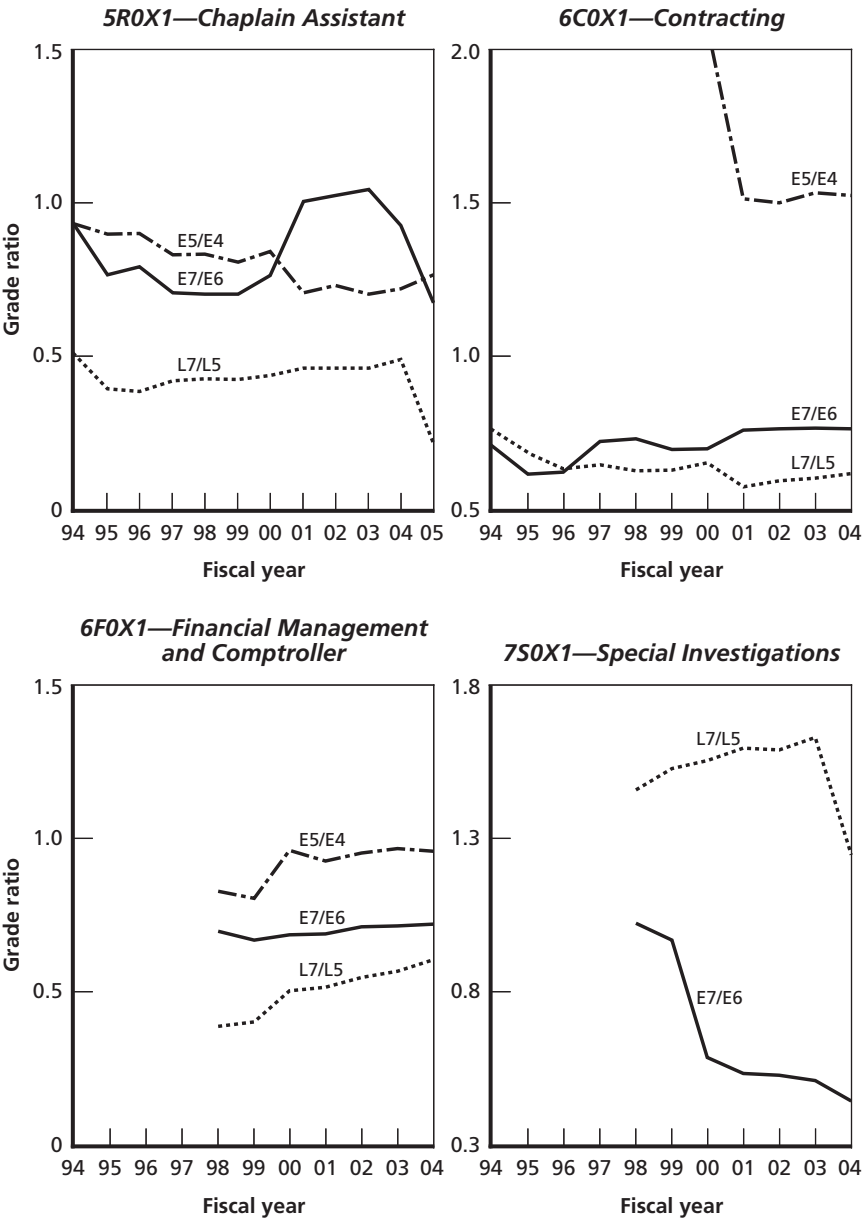 5R0X1—Chaplain Assistant
1.5
1.0
0.5
0
Grade ratio
E5/E4
E7/E6
L7/L5
94 95 96 97 98 99 00 01 02 03 04 05
Fiscal year
6C0X1—Contracting
2.0
1.5
1.0
0.5
E5/E4
E7/E6
L7/L5
94 95 96 97 98 99 00 01 02 03 04
Fiscal year
6F0X1—Financial Management
and Comptroller
1.5
1.0
0.5
0
Grade ratio
E5/E4
E7/E6
L7/L5
94 95 96 97 98 99 00 01 02 03 04
Fiscal year
7S0X1—Special Investigations
1.8
1.3
0.8
0.3
L7/L5
E7/E6
94 95 96 97 98 99 00 01 02 03 04
Fiscal year